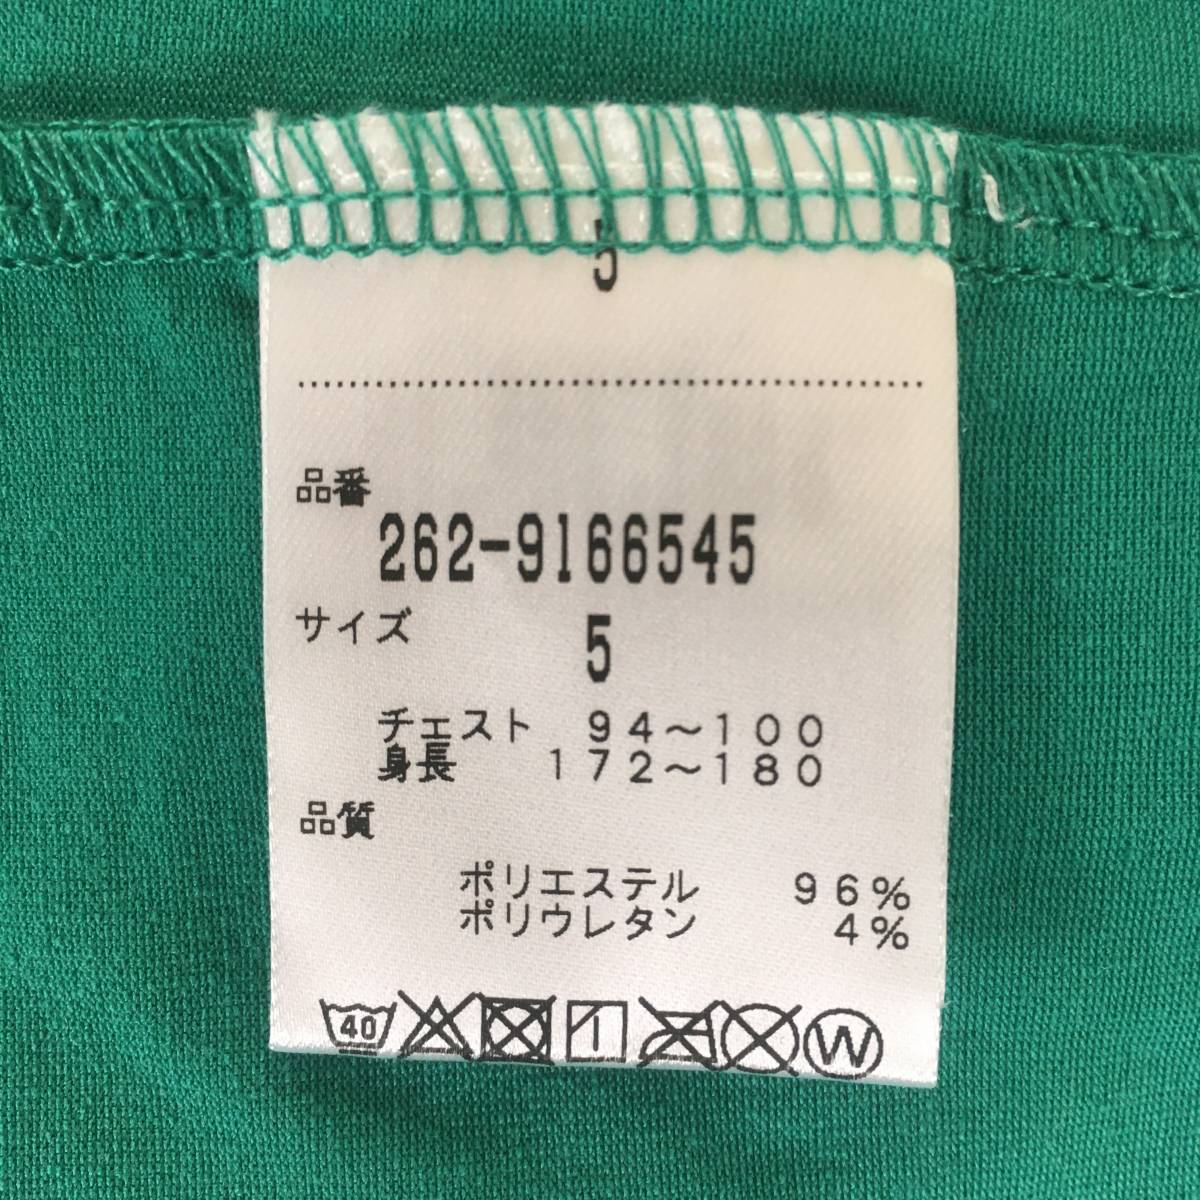 5
品番
262-9166545
サイズ 5
チェスト 94〜100
身長 172〜180
品質
ポリエステル 96%
ポリウレタン 4%
40 W